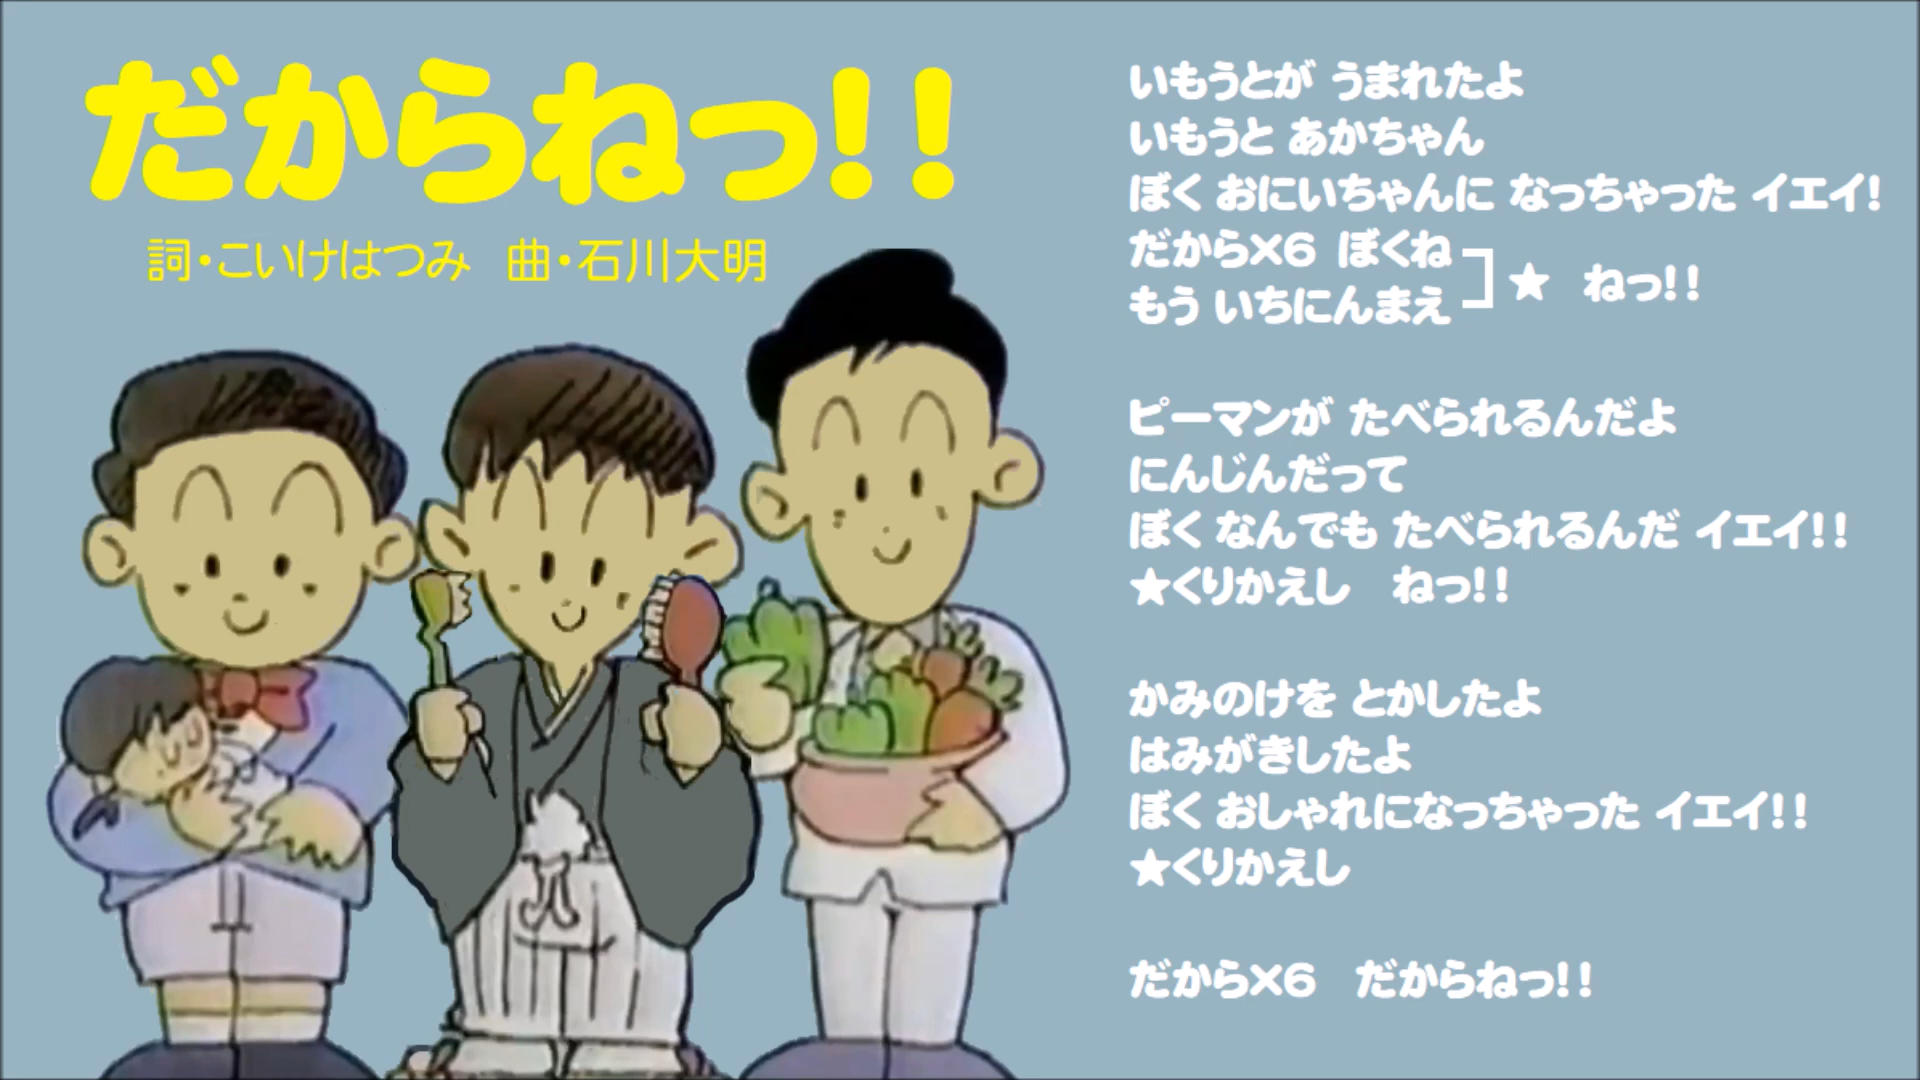 だからねっ!!
詞・こいけはつみ 曲・石川大明
いもうとが うまれたよ
いもうと あかちゃん
ぼく おにいちゃんに なっちゃった イエイ!
だから×6 ぼくね
もう いちにんまえ
★ ねっ!!
ピーマンが たべられるんだよ
にんじんだって
ぼく なんでも たべられるんだ イエイ!!
★くりかえし ねっ!!
かみのけを とかしたよ
はみがきしたよ
ぼく おしゃれになっちゃった イエイ!!
★くりかえし
だから×6 だからねっ!!